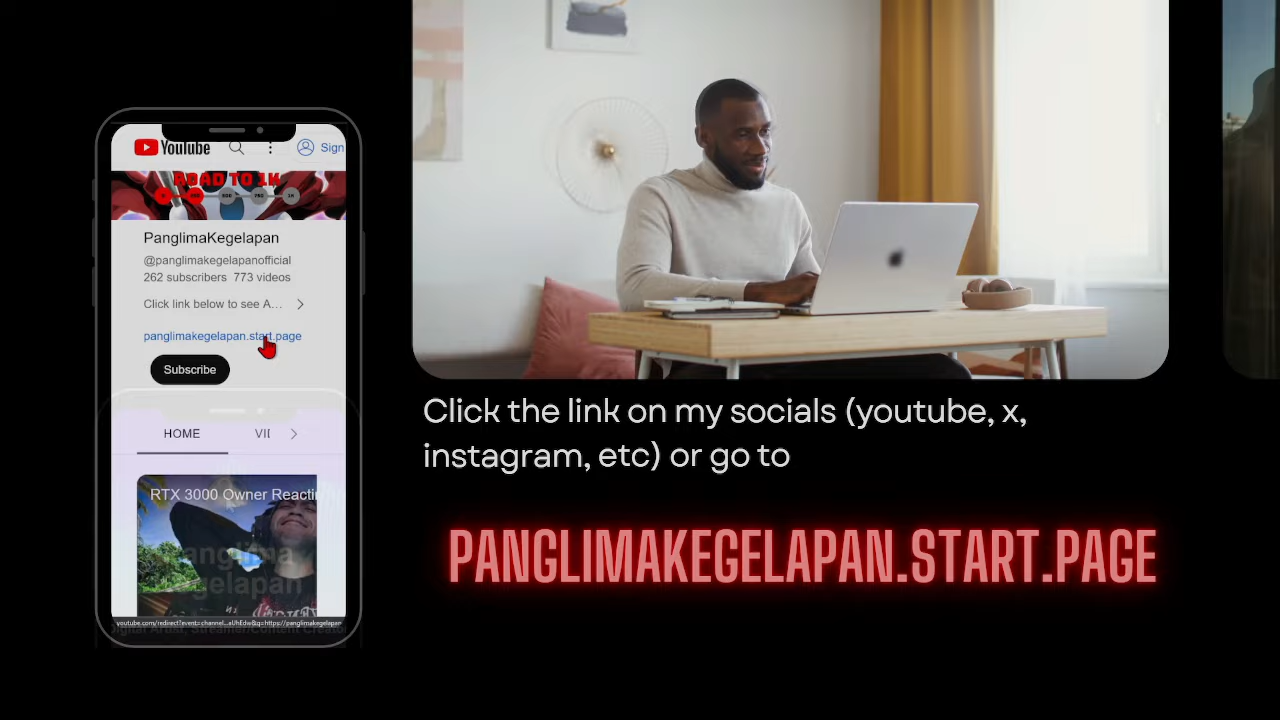 YouTube
Sign
ROAD TO 1K
PanglimaKegelapan
@panglimakegelapanofficial
262 subscribers 773 videos
Click link below to see A...
panglimakegelapan.start.page
Subscribe
HOME
RTX 3000 Owner Reacti
Panglima
Kegelapan
Click the link on my socials (youtube, x,
instagram, etc) or go to
PANGLIMAKEGELAPAN.START.PAGE